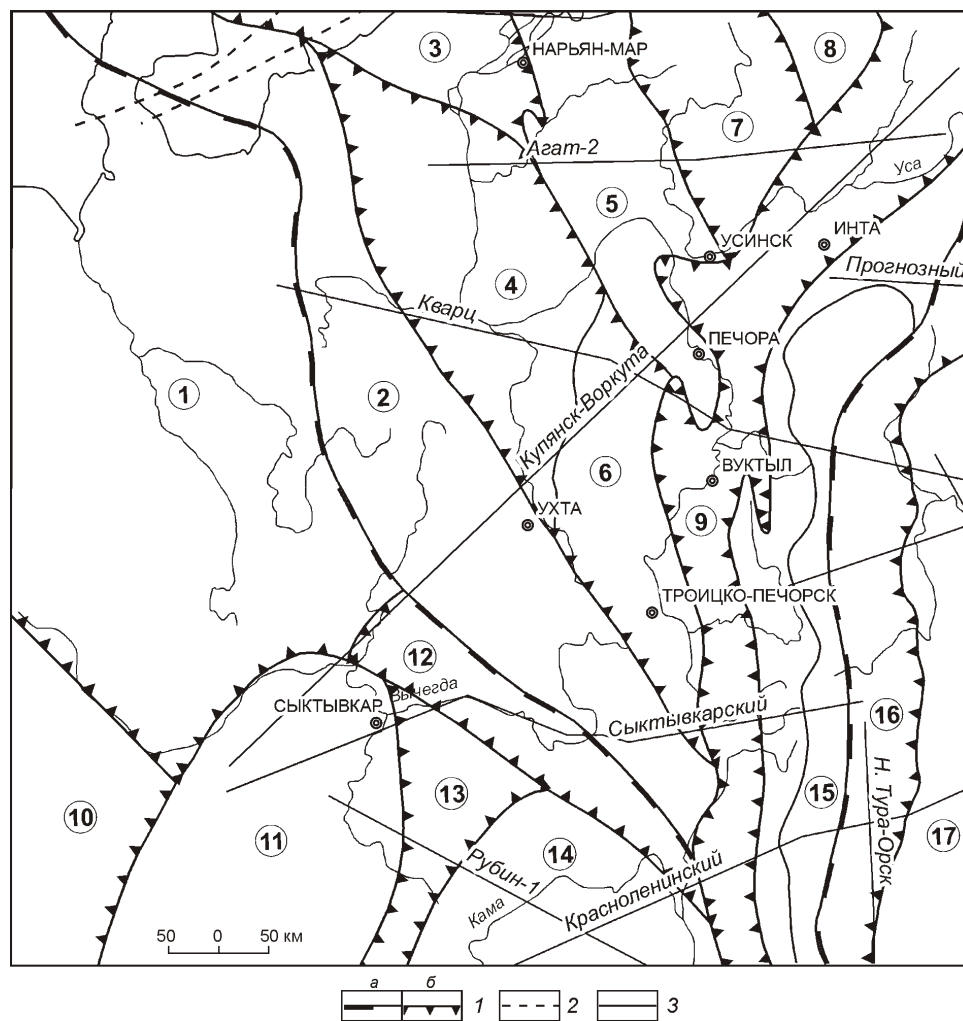 3
НАРЬЯН-МАР
8
7
Агат-2
Уса
5
УСИНСК
ИНТА
Прогнозный
4
Кварц
ПЕЧОРА
1
2
Купянск-Воркута
6
ВУКТЫЛ
УХТА
9
ТРОИЦКО-ПЕЧОРСК
12
Вычегда
СЫКТЫВКАР
Сыктывкарский
16
10
11
13
15
Н. Тура-Орск
17
14
Рубин-1
Красноленинский
Кама
50 0 50 км
а б
1 2 3